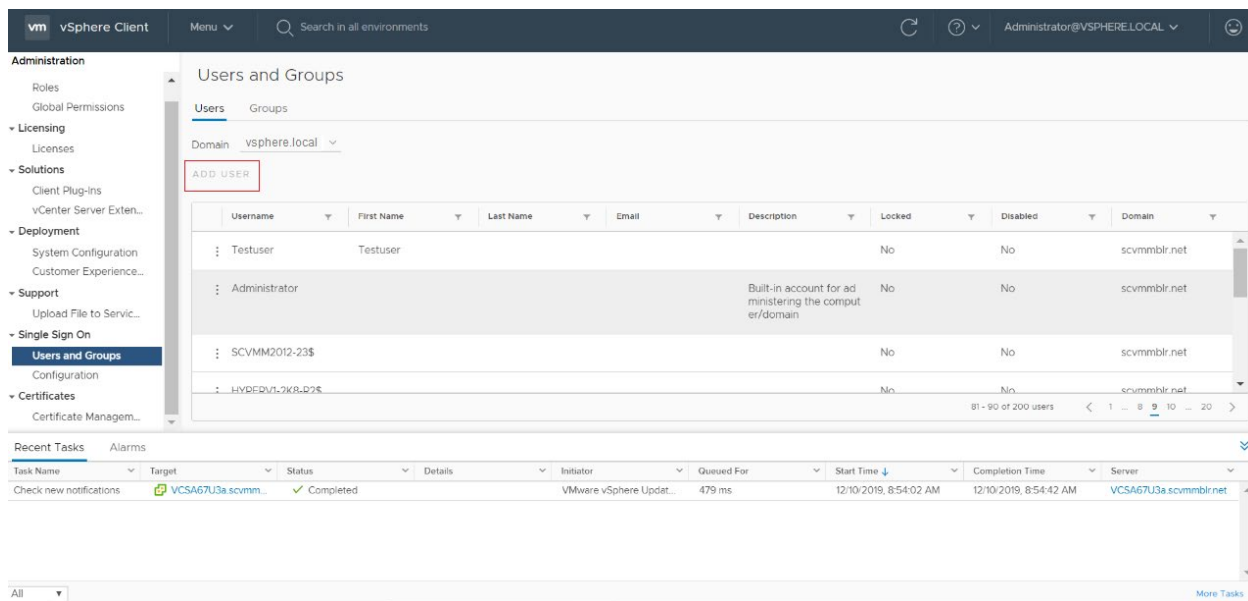 vm vSphere Client Menu Search in all environments Administrator@VSPHERE.LOCAL
Administration
Roles
Global Permissions
Licensing
Licenses
Solutions
Client Plug-Ins
vCenter Server Exten...
Deployment
System Configuration
Customer Experience...
Support
Upload File to Servic...
Single Sign On
Users and Groups
Configuration
Certificates
Certificate Managem...
Users and Groups
Users Groups
Domain vsphere.local
ADD USER
Username First Name Last Name Email Description Locked Disabled Domain
Testuser Testuser No No scvmmblr.net
Administrator Built-in account for ad No No scvmmblr.net
ministering the comput
er/domain
SCVMM2012-23$ No No scvmmblr.net
HYPERV1-2K8-R2$ No No scvmmblr.net
81 - 90 of 200 users 1 ... 8 9 10 ... 20
Recent Tasks Alarms
Task Name Target Status Details Initiator Queued For Start Time Completion Time Server
Check new notifications VCSA67U3a.scvmm... Completed VMware vSphere Updat... 479 ms 12/10/2019, 8:54:02 AM 12/10/2019, 8:54:42 AM VCSA67U3a.scvmmblr.net
All More Tasks